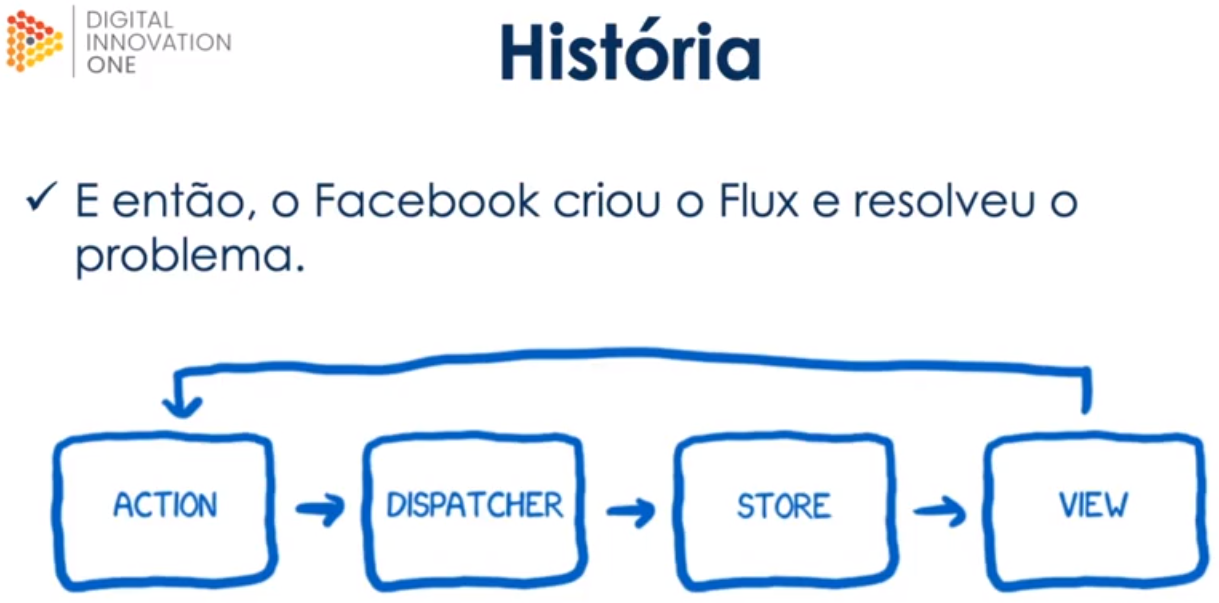 DIGITAL
INNOVATION
ONE
História
✓ E então, o Facebook criou o Flux e resolveu o
problema.
ACTION
DISPATCHER
STORE
VIEW